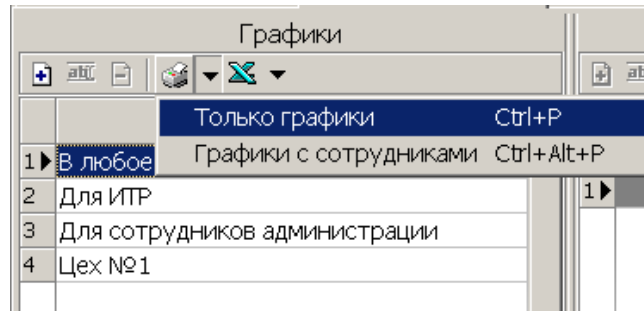 Графики
Только графики Ctrl+P
Графики с сотрудниками Ctrl+Alt+P
1 В любое
2 Для ИТР
3 Для сотрудников администрации
4 Цех №1
1